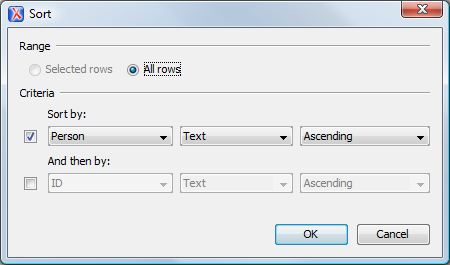 Sort
Range
Selected rows All rows
Criteria
Sort by:
Person Text Ascending
And then by:
ID Text Ascending
OK Cancel